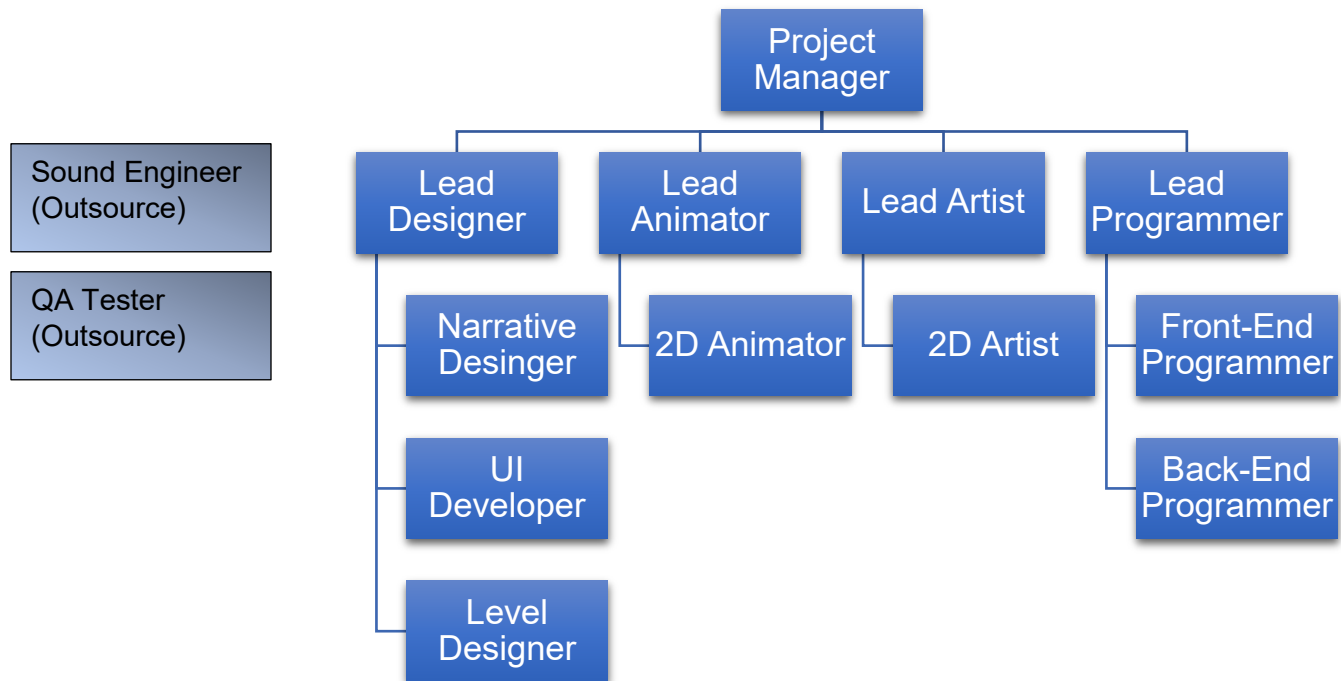 Project
Manager
Sound Engineer
(Outsource)
Lead
Designer
Lead
Animator
Lead Artist
Lead
Programmer
QA Tester
(Outsource)
Narrative
Desinger
2D Animator
2D Artist
Front-End
Programmer
UI
Developer
Back-End
Programmer
Level
Designer